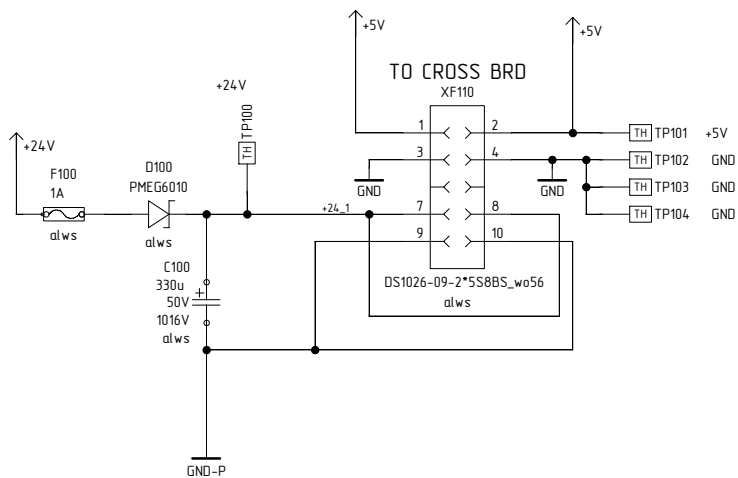 +5V
+5V
TO CROSS BRD
XF110
+24V
TH TP100
+24V
F100
1A
alws
D100
PMEG6010
alws
1 2
TH TP101 +5V
3 4
TH TP102 GND
GND
GND
TH TP103 GND
+24_1
7 8
TH TP104 GND
9 10
C100
330u
+
50V
1016V
alws
DS1026-09-2*5S8BS_wo56
alws
GND-P